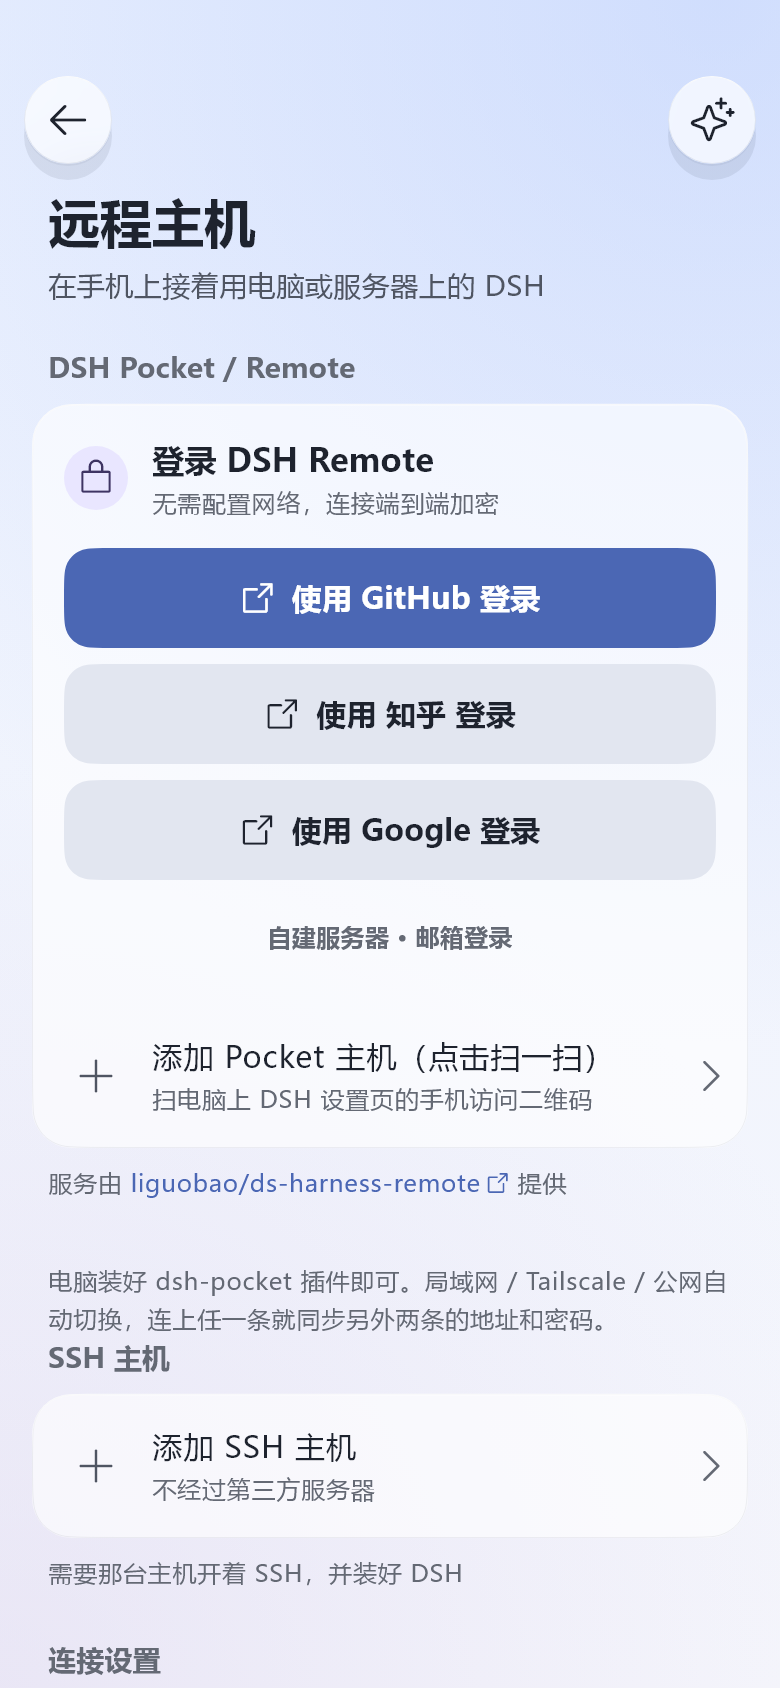 远程主机
在手机上接着用电脑或服务器上的 DSH
DSH Pocket / Remote
登录 DSH Remote
无需配置网络，连接端到端加密
使用 GitHub 登录
使用 知乎 登录
使用 Google 登录
自建服务器 • 邮箱登录
添加 Pocket 主机（点击扫一扫）
扫电脑上 DSH 设置页的手机访问二维码
服务由 liguobao/ds-harness-remote 提供
电脑装好 dsh-pocket 插件即可。局域网 / Tailscale / 公网自
动切换，连上任一条就同步另外两条的地址和密码。
SSH 主机
添加 SSH 主机
不经过第三方服务器
需要那台主机开着 SSH，并装好 DSH
连接设置